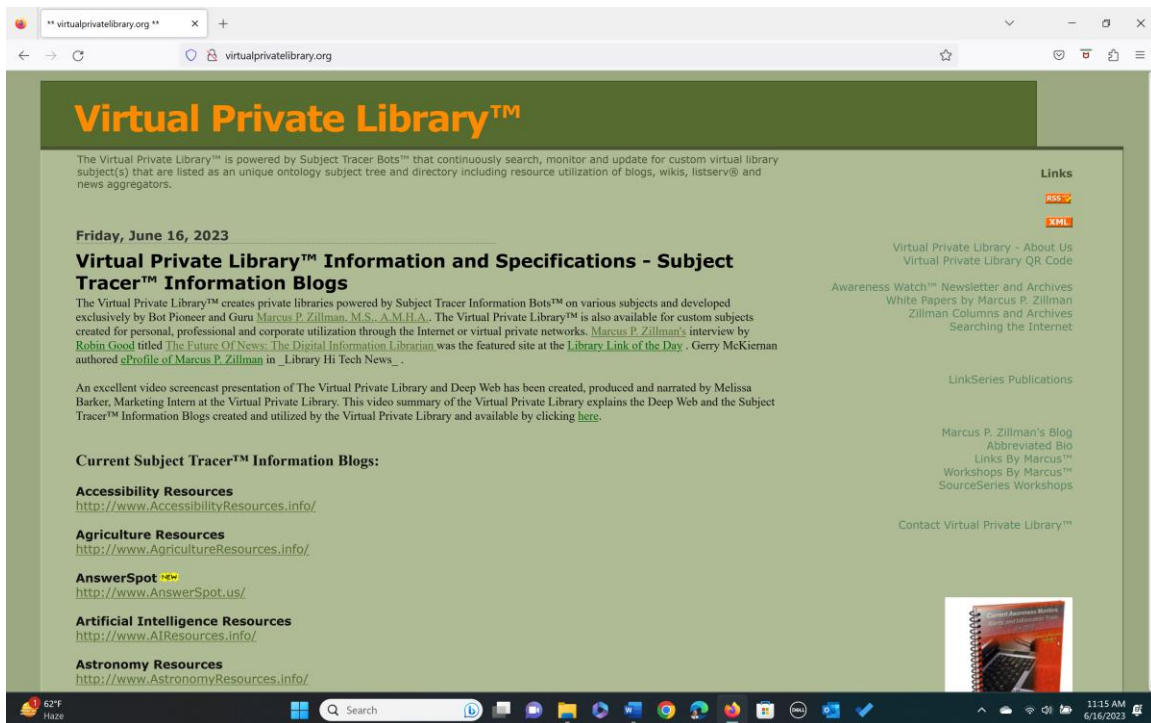 ** virtualprivatelibrary.org **
virtualprivatelibrary.org
Virtual Private Library™
The Virtual Private Library™ is powered by Subject Tracer Bots™ that continuously search, monitor and update for custom virtual library
subject(s) that are listed as an unique ontology subject tree and directory including resource utilization of blogs, wikis, listserv® and
news aggregators.
Friday, June 16, 2023
Virtual Private Library™ Information and Specifications - Subject
Tracer™ Information Blogs
The Virtual Private Library™ creates private libraries powered by Subject Tracer Information Bots™ on various subjects and developed
exclusively by Bot Pioneer and Guru Marcus P. Zillman, M.S., A.M.H.A.. The Virtual Private Library™ is also available for custom subjects
created for personal, professional and corporate utilization through the Internet or virtual private networks. Marcus P. Zillman's interview by
Robin Good titled The Future Of News: The Digital Information Librarian was the featured site at the Library Link of the Day . Gerry McKiernan
authored eProfile of Marcus P. Zillman in _Library Hi Tech News_ .
An excellent video screencast presentation of The Virtual Private Library and Deep Web has been created, produced and narrated by Melissa
Barker, Marketing Intern at the Virtual Private Library. This video summary of the Virtual Private Library explains the Deep Web and the Subject
Tracer™ Information Blogs created and utilized by the Virtual Private Library and available by clicking here.
Current Subject Tracer™ Information Blogs:
Accessibility Resources
http://www.AccessibilityResources.info/
Agriculture Resources
http://www.AgricultureResources.info/
AnswerSpot NEW
http://www.AnswerSpot.us/
Artificial Intelligence Resources
http://www.AIResources.info/
Astronomy Resources
http://www.AstronomyResources.info/
Links
RSS
XML
Virtual Private Library - About Us
Virtual Private Library QR Code
Awareness Watch™ Newsletter and Archives
White Papers by Marcus P. Zillman
Zillman Columns and Archives
Searching the Internet
LinkSeries Publications
Marcus P. Zillman's Blog
Abbreviated Bio
Links By Marcus™
Workshops By Marcus™
SourceSeries Workshops
Contact Virtual Private Library™
Current Awareness Monitors
Alerts and Information Traps
1
62°F
Haze
Search
DELL
11:15 AM
6/16/2023